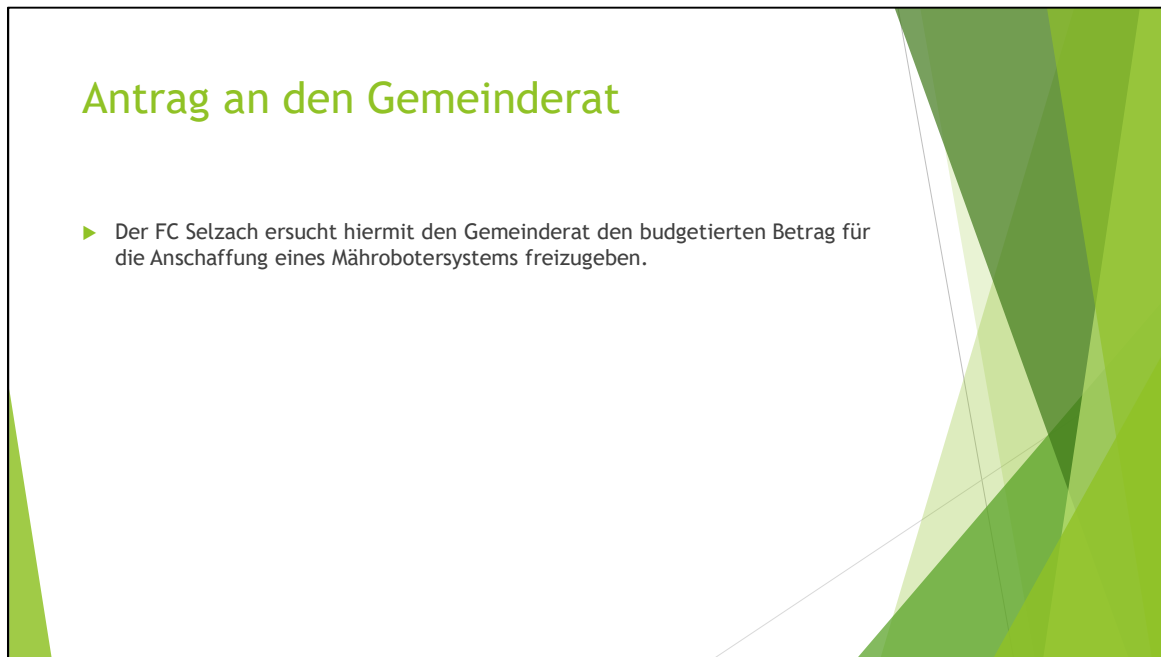 Antrag an den Gemeinderat
Der FC Selzach ersucht hiermit den Gemeinderat den budgetierten Betrag für
die Anschaffung eines Mährobotersystems freizugeben.